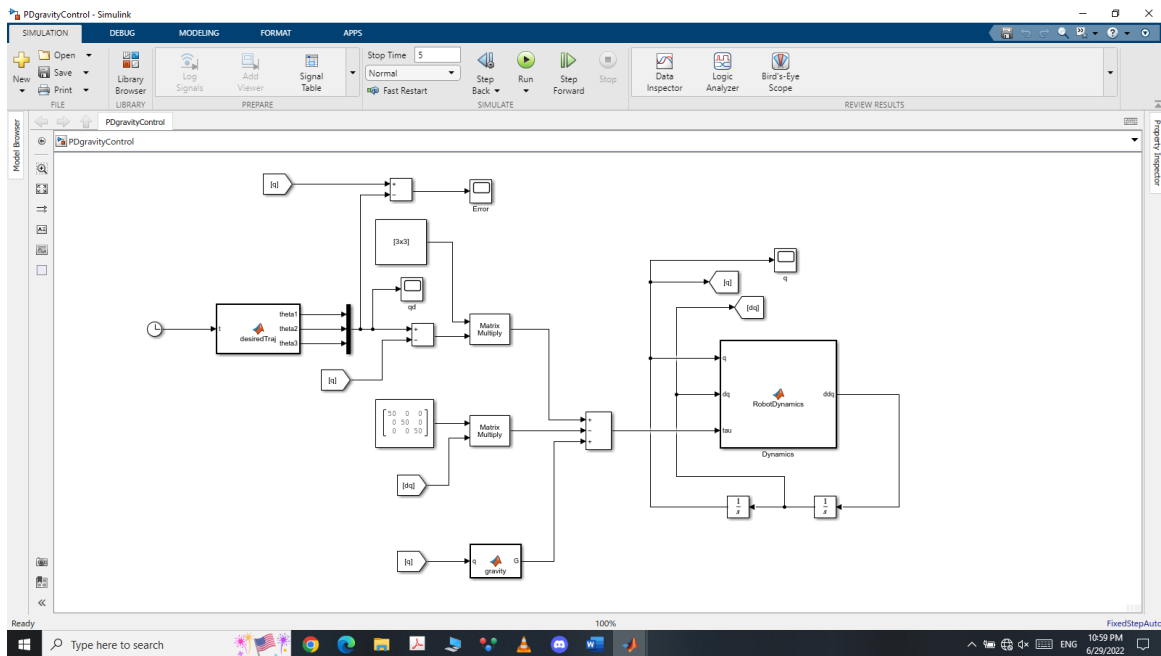 PDgravityControl - Simulink
SIMULATION DEBUG MODELING FORMAT APPS
New
Open
Save
Print
FILE
Library
Browser
LIBRARY
Log
Signals
Add
Viewer
Signal
Table
PREPARE
Stop Time 5
Normal
Fast Restart
Step
Back
Run
Step
Forward
Stop
SIMULATE
Data
Inspector
Logic
Analyzer
Bird's-Eye
Scope
REVIEW RESULTS
Model Browser
PDgravityControl
PDgravityControl
Property Inspector
[q]
+
−
Error
[3x3]
qd
t
desiredTraj
theta1
theta2
theta3
+
−
Matrix
Multiply
[q]
50 0 0
0 50 0
0 0 50
Matrix
Multiply
[dq]
+
−
+
[q]
q
gravity
G
q
[q]
[dq]
q
dq
tau
RobotDynamics
ddq
Dynamics
1
s
1
s
Ready
100%
FixedStepAuto
Type here to search
ENG
10:59 PM
6/29/2022